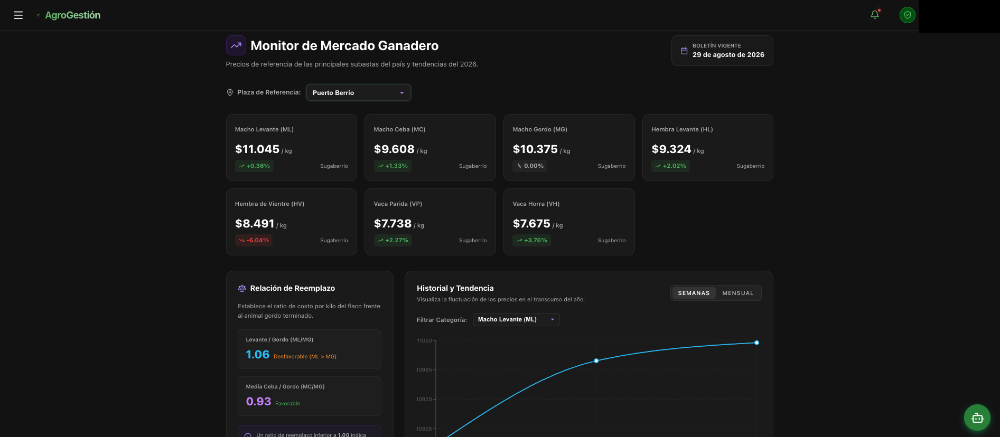 AgroGestión
Monitor de Mercado Ganadero
Precios de referencia de las principales subastas del país y tendencias del 2026.
BOLETÍN VIGENTE
29 de agosto de 2026
Plaza de Referencia:
Puerto Berrío
Macho Levante (ML)
$11.045 / kg
+0.36%
Sugaberrío
Macho Ceba (MC)
$9.608 / kg
+1.33%
Sugaberrío
Macho Gordo (MG)
$10.375 / kg
0.00%
Sugaberrío
Hembra Levante (HL)
$9.324 / kg
+2.02%
Sugaberrío
Hembra de Vientre (HV)
$8.491 / kg
-6.04%
Sugaberrío
Vaca Parida (VP)
$7.738 / kg
+2.27%
Sugaberrío
Vaca Horra (VH)
$7.675 / kg
+3.76%
Sugaberrío
Relación de Reemplazo
Establece el ratio de costo por kilo del flaco frente
al animal gordo terminado.
Levante / Gordo (ML/MG)
1.06 Desfavorable (ML > MG)
Media Ceba / Gordo (MC/MG)
0.93 Favorable
Un ratio de reemplazo inferior a 1.00 indica
Historial y Tendencia
Visualiza la fluctuación de los precios en el transcurso del año.
SEMANAS
MENSUAL
Filtrar Categoría:
Macho Levante (ML)
11050
10985
10920
10855